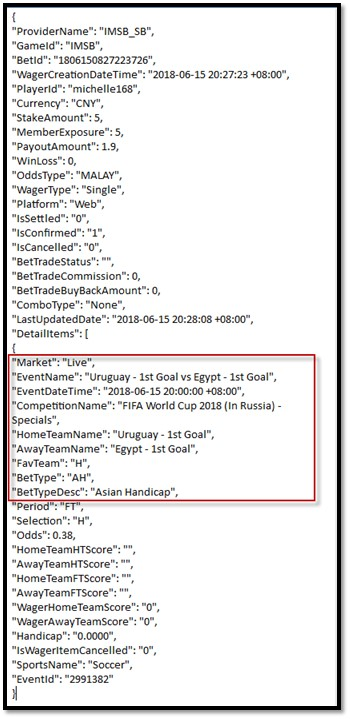 {
"ProviderName": "IMSB_SB",
"GameId": "IMSB",
"BetId": "1806150827223726",
"WagerCreationDateTime": "2018-06-15 20:27:23 +08:00",
"PlayerId": "michelle168",
"Currency": "CNY",
"StakeAmount": 5,
"MemberExposure": 5,
"PayoutAmount": 1.9,
"WinLoss": 0,
"OddsType": "MALAY",
"WagerType": "Single",
"Platform": "Web",
"IsSettled": "0",
"IsConfirmed": "1",
"IsCancelled": "0",
"BetTradeStatus": "",
"BetTradeCommission": 0,
"BetTradeBuyBackAmount": 0,
"ComboType": "None",
"LastUpdatedDate": "2018-06-15 20:28:08 +08:00",
"DetailItems": [
{
"Market": "Live",
"EventName": "Uruguay - 1st Goal vs Egypt - 1st Goal",
"EventDateTime": "2018-06-15 20:00:00 +08:00",
"CompetitionName": "FIFA World Cup 2018 (In Russia) -
Specials",
"HomeTeamName": "Uruguay - 1st Goal",
"AwayTeamName": "Egypt - 1st Goal",
"FavTeam": "H",
"BetType": "AH",
"BetTypeDesc": "Asian Handicap",
"Period": "FT",
"Selection": "H",
"Odds": 0.38,
"HomeTeamHTScore": "",
"AwayTeamHTScore": "",
"HomeTeamFTScore": "",
"AwayTeamFTScore": "",
"WagerHomeTeamScore": "0",
"WagerAwayTeamScore": "0",
"Handicap": "0.0000",
"IsWagerItemCancelled": "0",
"SportsName": "Soccer",
"EventId": "2991382"
}